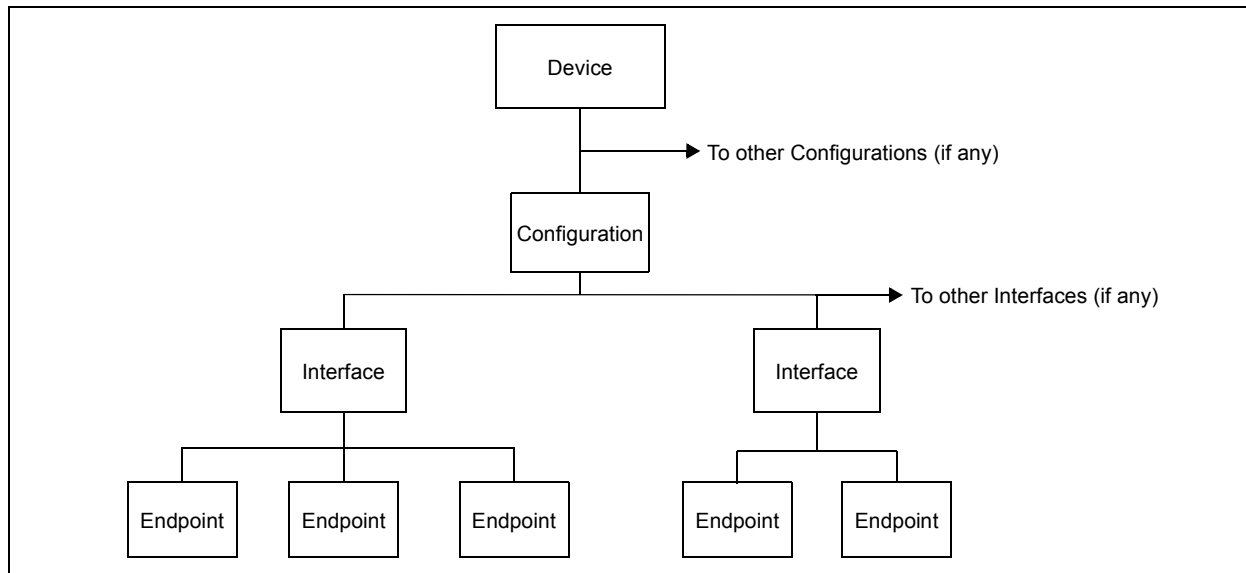 Device
To other Configurations (if any)
Configuration
To other Interfaces (if any)
Interface
Interface
Endpoint
Endpoint
Endpoint
Endpoint
Endpoint